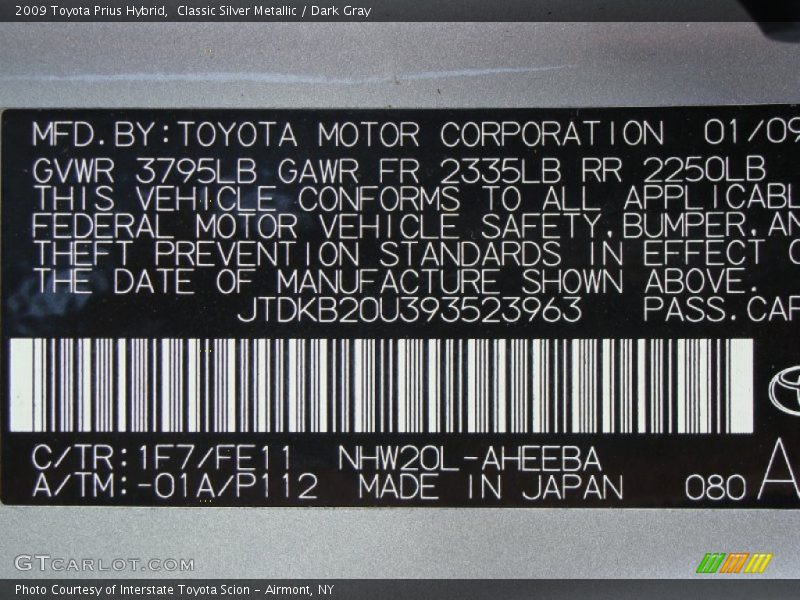 2009 Toyota Prius Hybrid,  Classic Silver Metallic / Dark Gray
MFD.BY:TOYOTA MOTOR CORPORATION 01/09
GVWR 3795LB GAWR FR 2335LB RR 2250LB
THIS VEHICLE CONFORMS TO ALL APPLICABL
FEDERAL MOTOR VEHICLE SAFETY,BUMPER,AN
THEFT PREVENTION STANDARDS IN EFFECT
THE DATE OF MANUFACTURE SHOWN ABOVE.
JTDKB20U393523963 PASS.CAR
C/TR:1F7/FE11 NHW20L-AHEEBA
A/TM:-01A/P112 MADE IN JAPAN 080 A
GTCARLOT.COM
Photo Courtesy of Interstate Toyota Scion - Airmont, NY